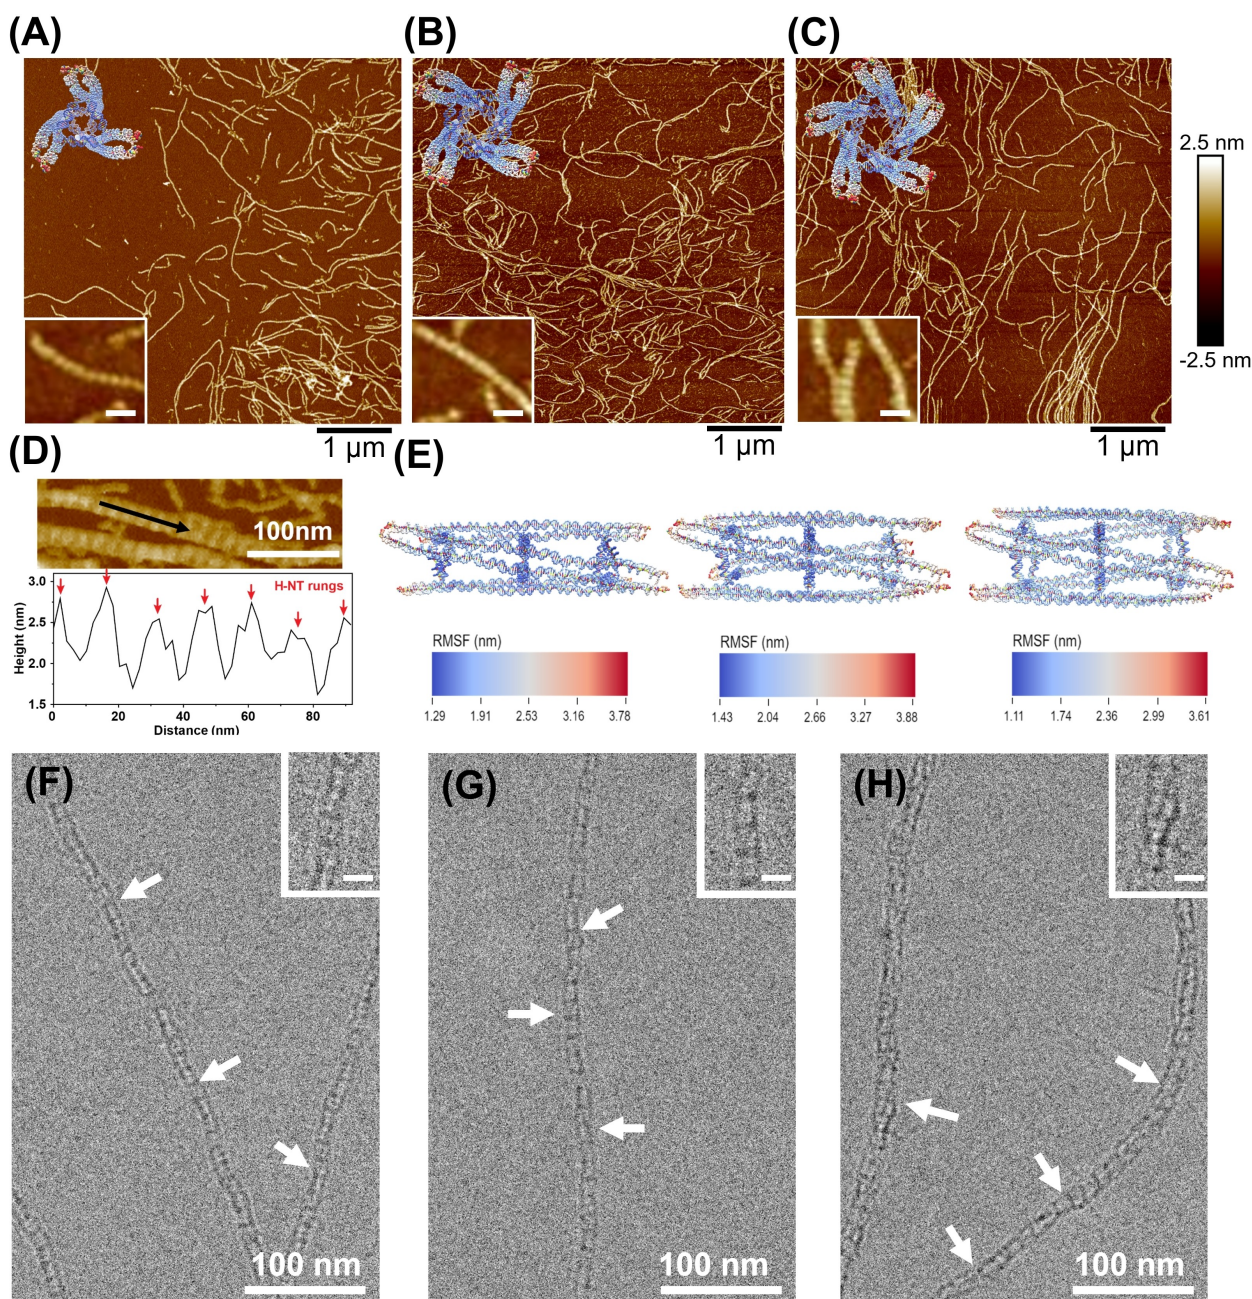 (A)
(B)
(C)
2.5 nm
-2.5 nm
1 µm
1 µm
1 µm
(D)
(E)
100nm
H-NT rungs
3.0
2.5
2.0
1.5
Height (nm)
0
20
40
60
80
Distance (nm)
RMSF (nm)
1.29 1.91 2.53 3.16 3.78
RMSF (nm)
1.43 2.04 2.66 3.27 3.88
RMSF (nm)
1.11 1.74 2.36 2.99 3.61
(F)
(G)
(H)
100 nm
100 nm
100 nm